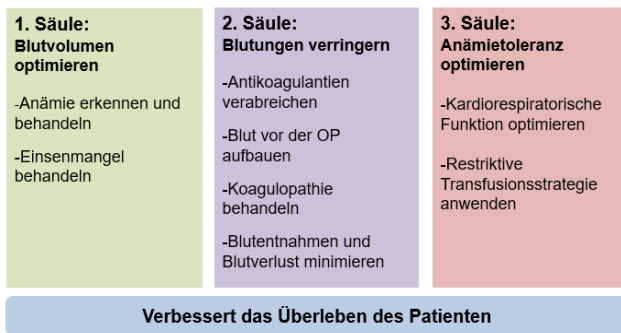 1. Säule:
Blutvolumen
optimieren
-Anämie erkennen und
behandeln
-Einsenmangel
behandeln
2. Säule:
Blutungen verringern
-Antikoagulantien
verabreichen
-Blut vor der OP
aufbauen
-Koagulopathie
behandeln
-Blutentnahmen und
Blutverlust minimieren
3. Säule:
Anämietoleranz
optimieren
-Kardiorespiratorische
Funktion optimieren
-Restriktive
Transfusionsstrategie
anwenden
Verbessert das Überleben des Patienten